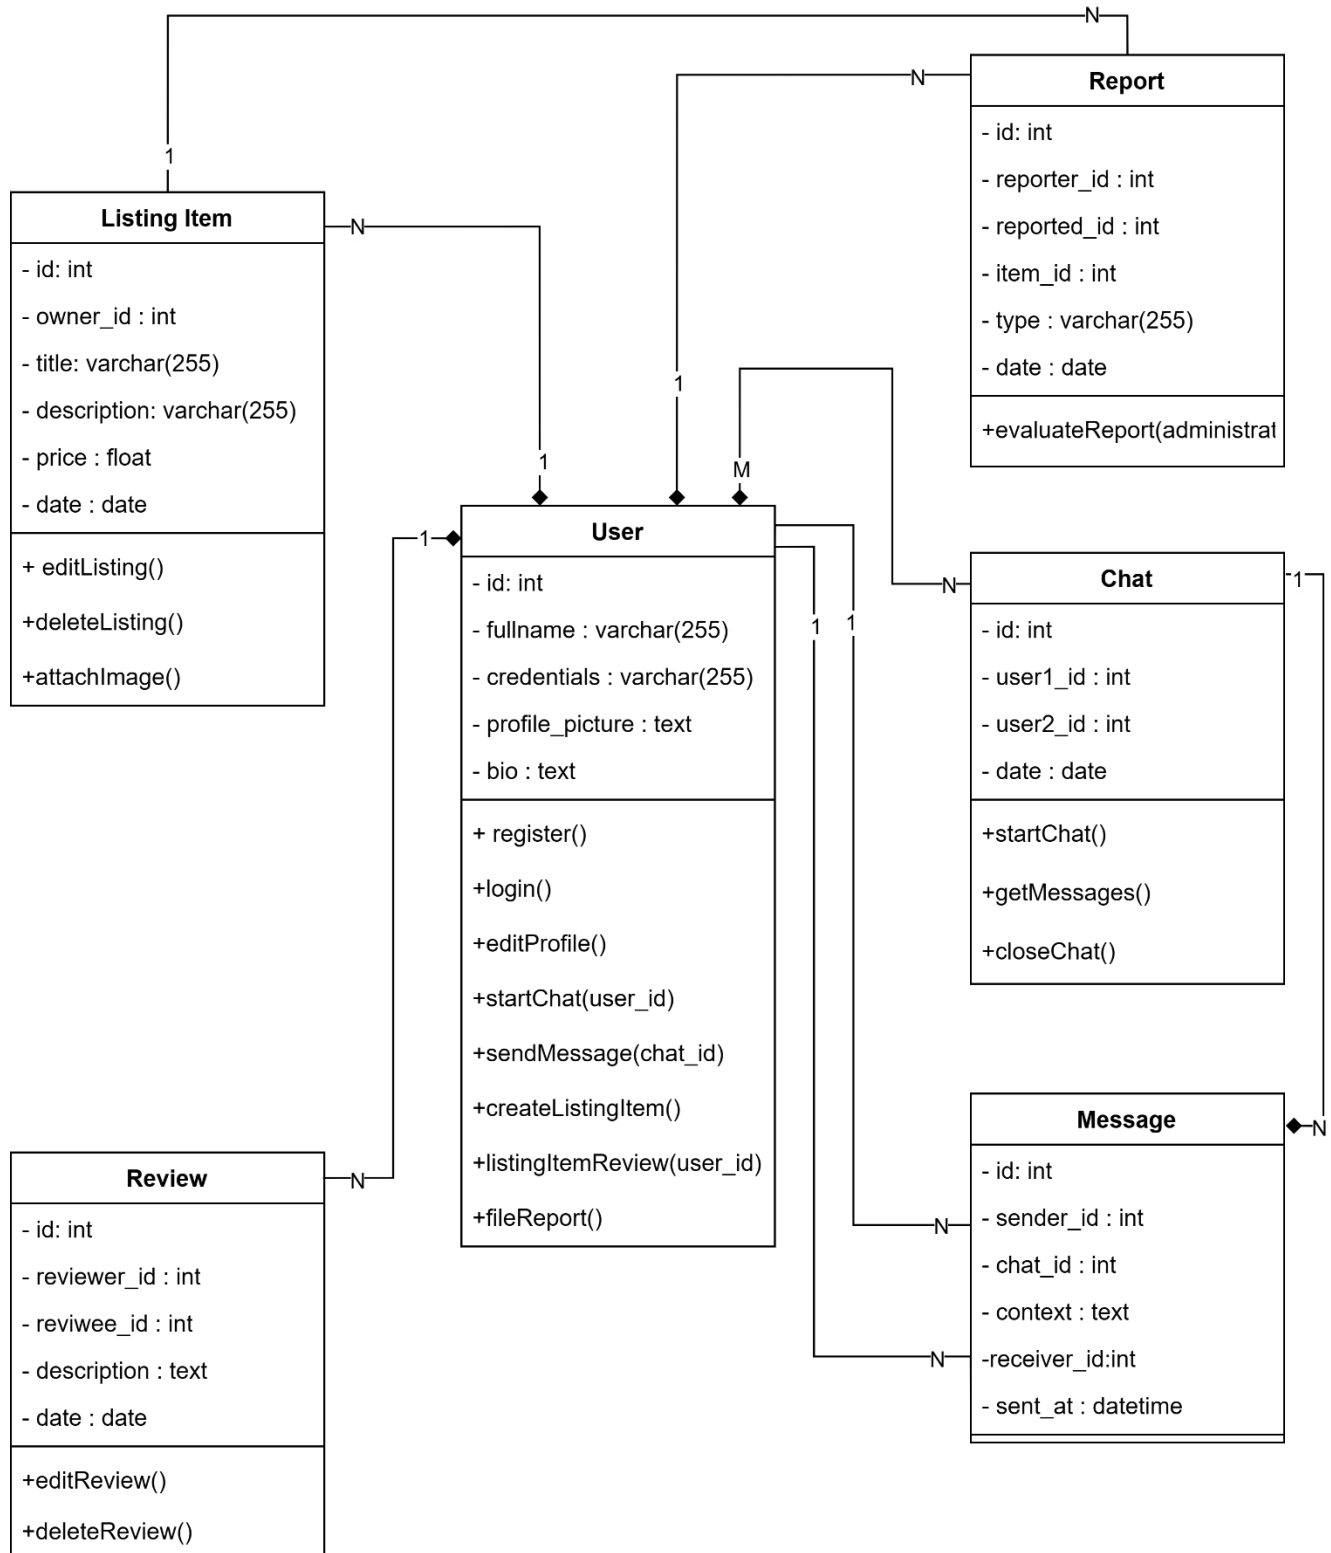 N
N
Report
- id: int
- reporter_id : int
- reported_id : int
- item_id : int
- type : varchar(255)
- date : date
+evaluateReport(administrat
1
Listing Item
- id: int
- owner_id : int
- title: varchar(255)
- description: varchar(255)
- price : float
- date : date
+ editListing()
+deleteListing()
+attachImage()
N
1
1
M
1
User
- id: int
- fullname : varchar(255)
- credentials : varchar(255)
- profile_picture : text
- bio : text
+ register()
+login()
+editProfile()
+startChat(user_id)
+sendMessage(chat_id)
+createListingItem()
+listingItemReview(user_id)
+fileReport()
1
1
N
Chat
- id: int
- user1_id : int
- user2_id : int
- date : date
+startChat()
+getMessages()
+closeChat()
1
N
Message
- id: int
- sender_id : int
- chat_id : int
- context : text
-receiver_id:int
- sent_at : datetime
N
N
N
Review
- id: int
- reviewer_id : int
- reviwee_id : int
- description : text
- date : date
+editReview()
+deleteReview()